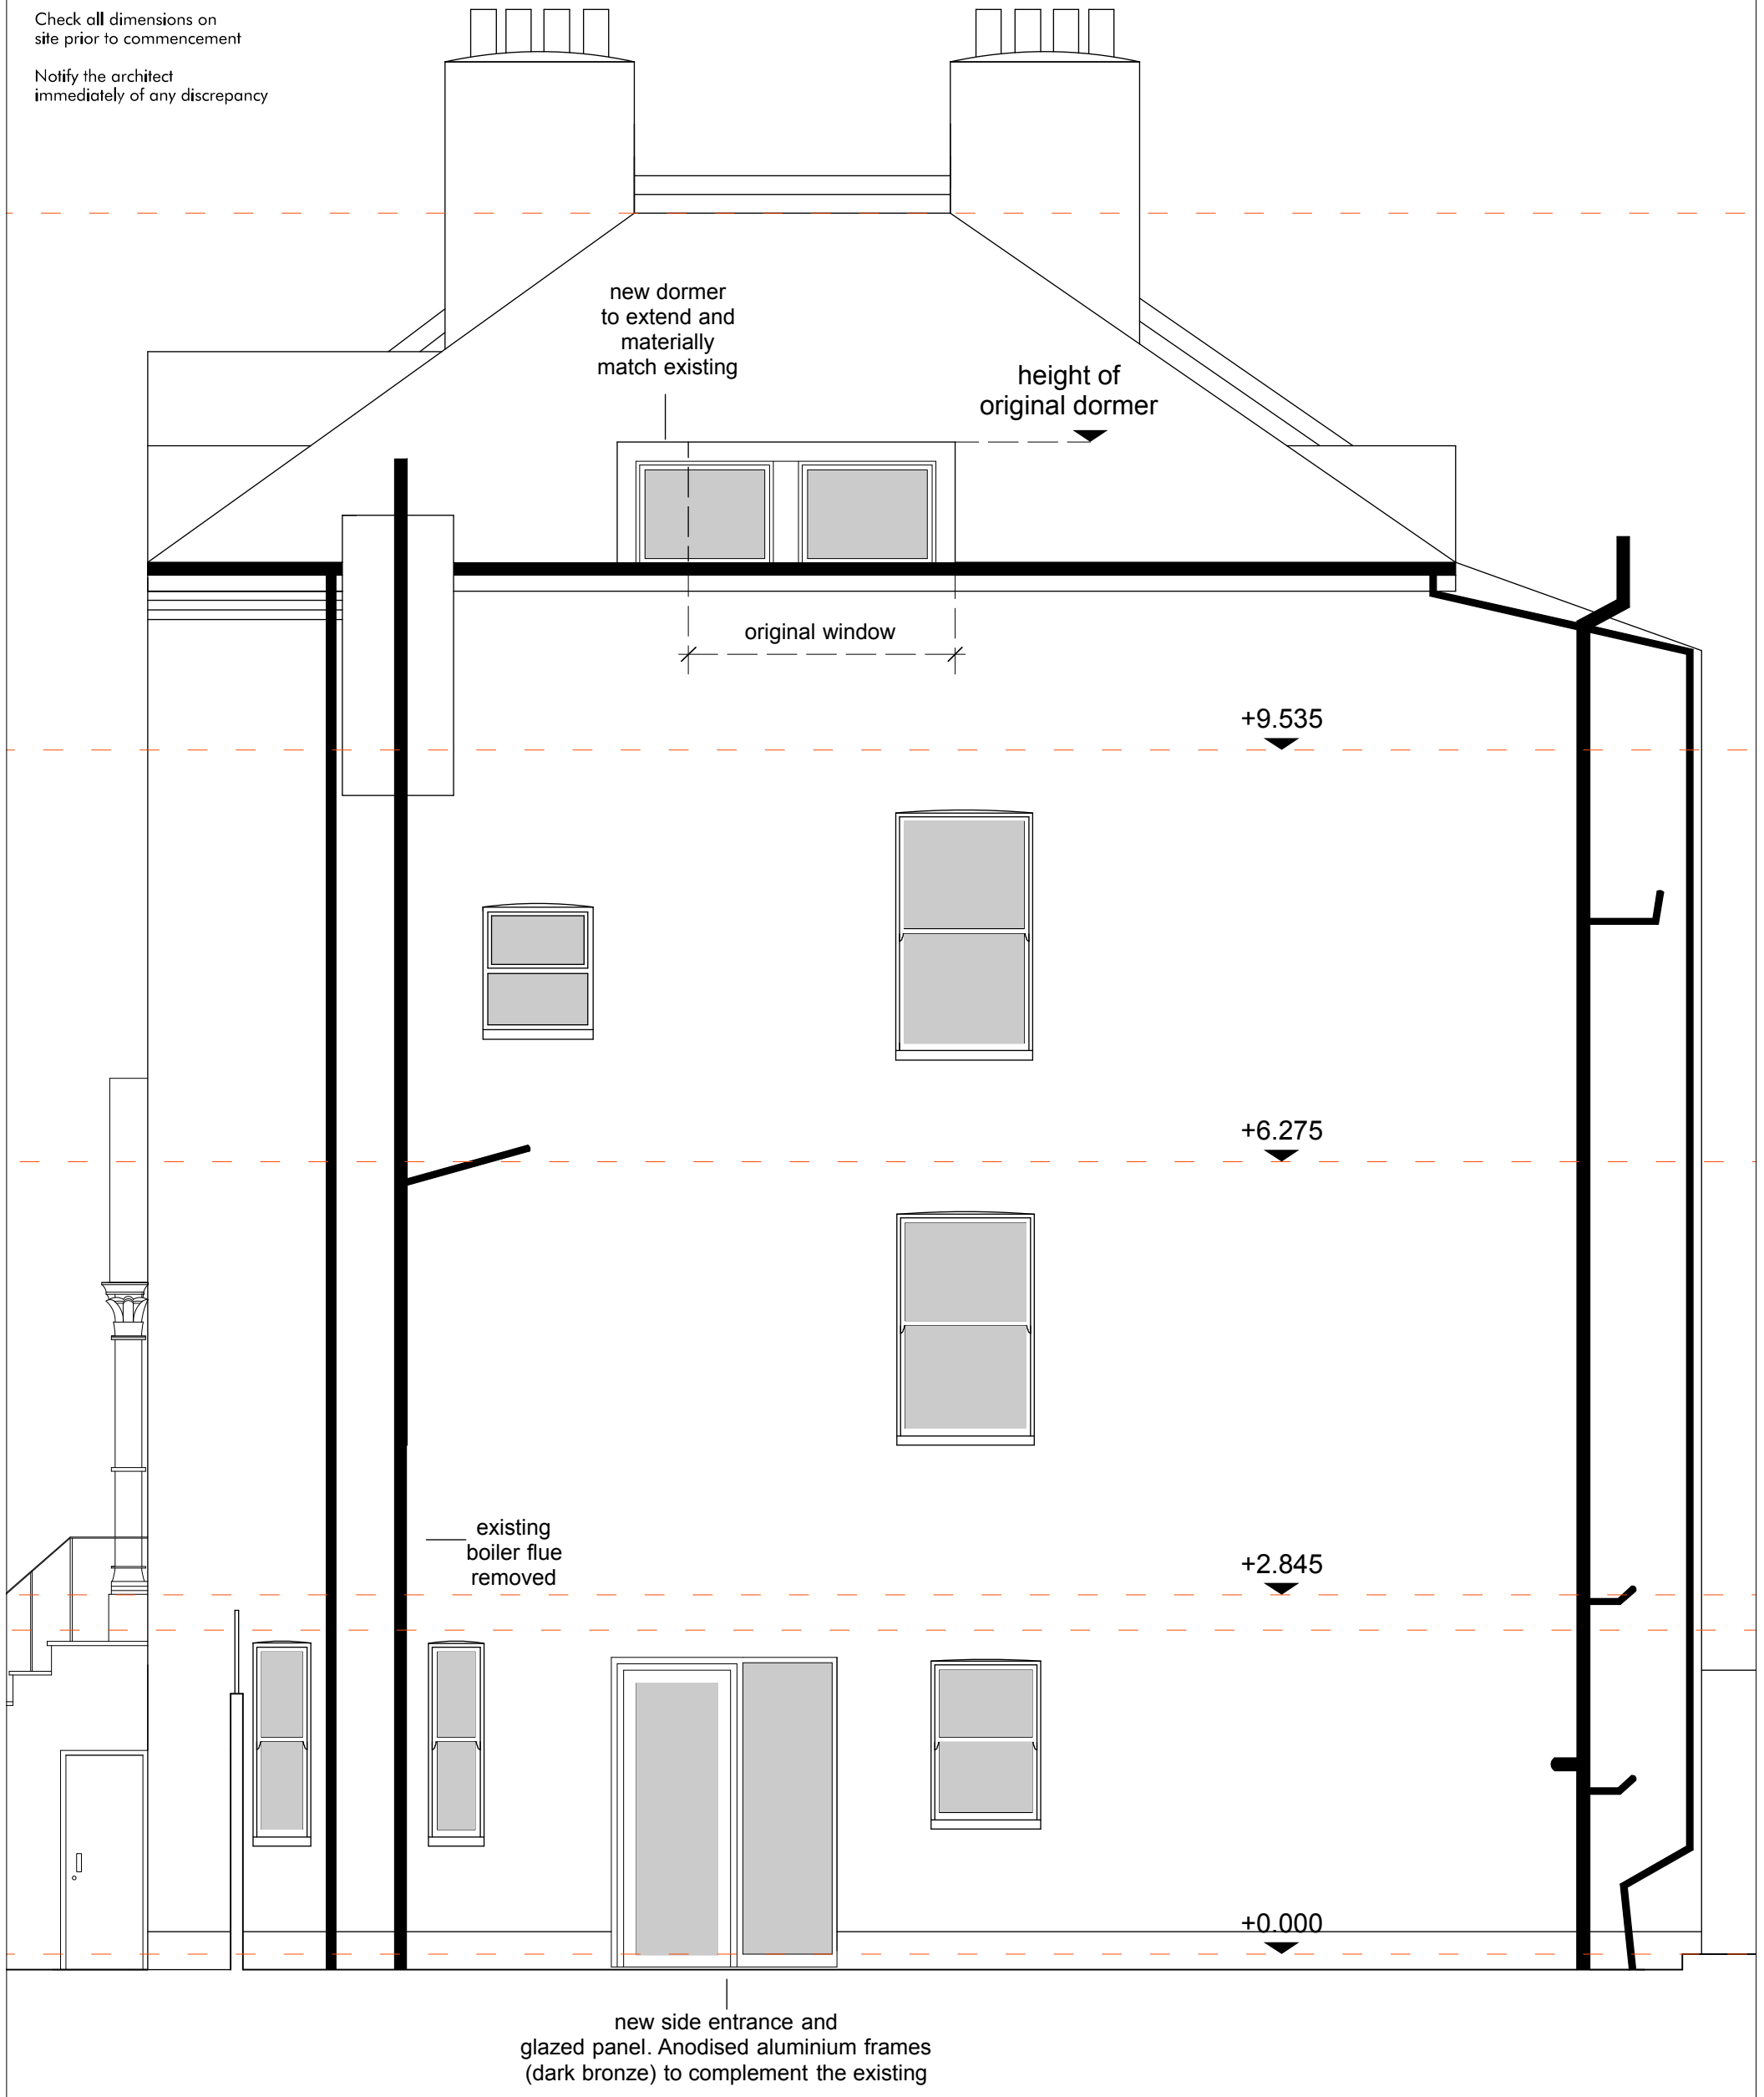 Check all dimensions on
site prior to commencement
Notify the architect
immediately of any discrepancy
new dormer
to extend and
materially
match existing
height of
original dormer
original window
+9.535
+6.275
existing
boiler flue
removed
+2.845
+0.000
new side entrance and
glazed panel. Anodised aluminium frames
(dark bronze) to complement the existing